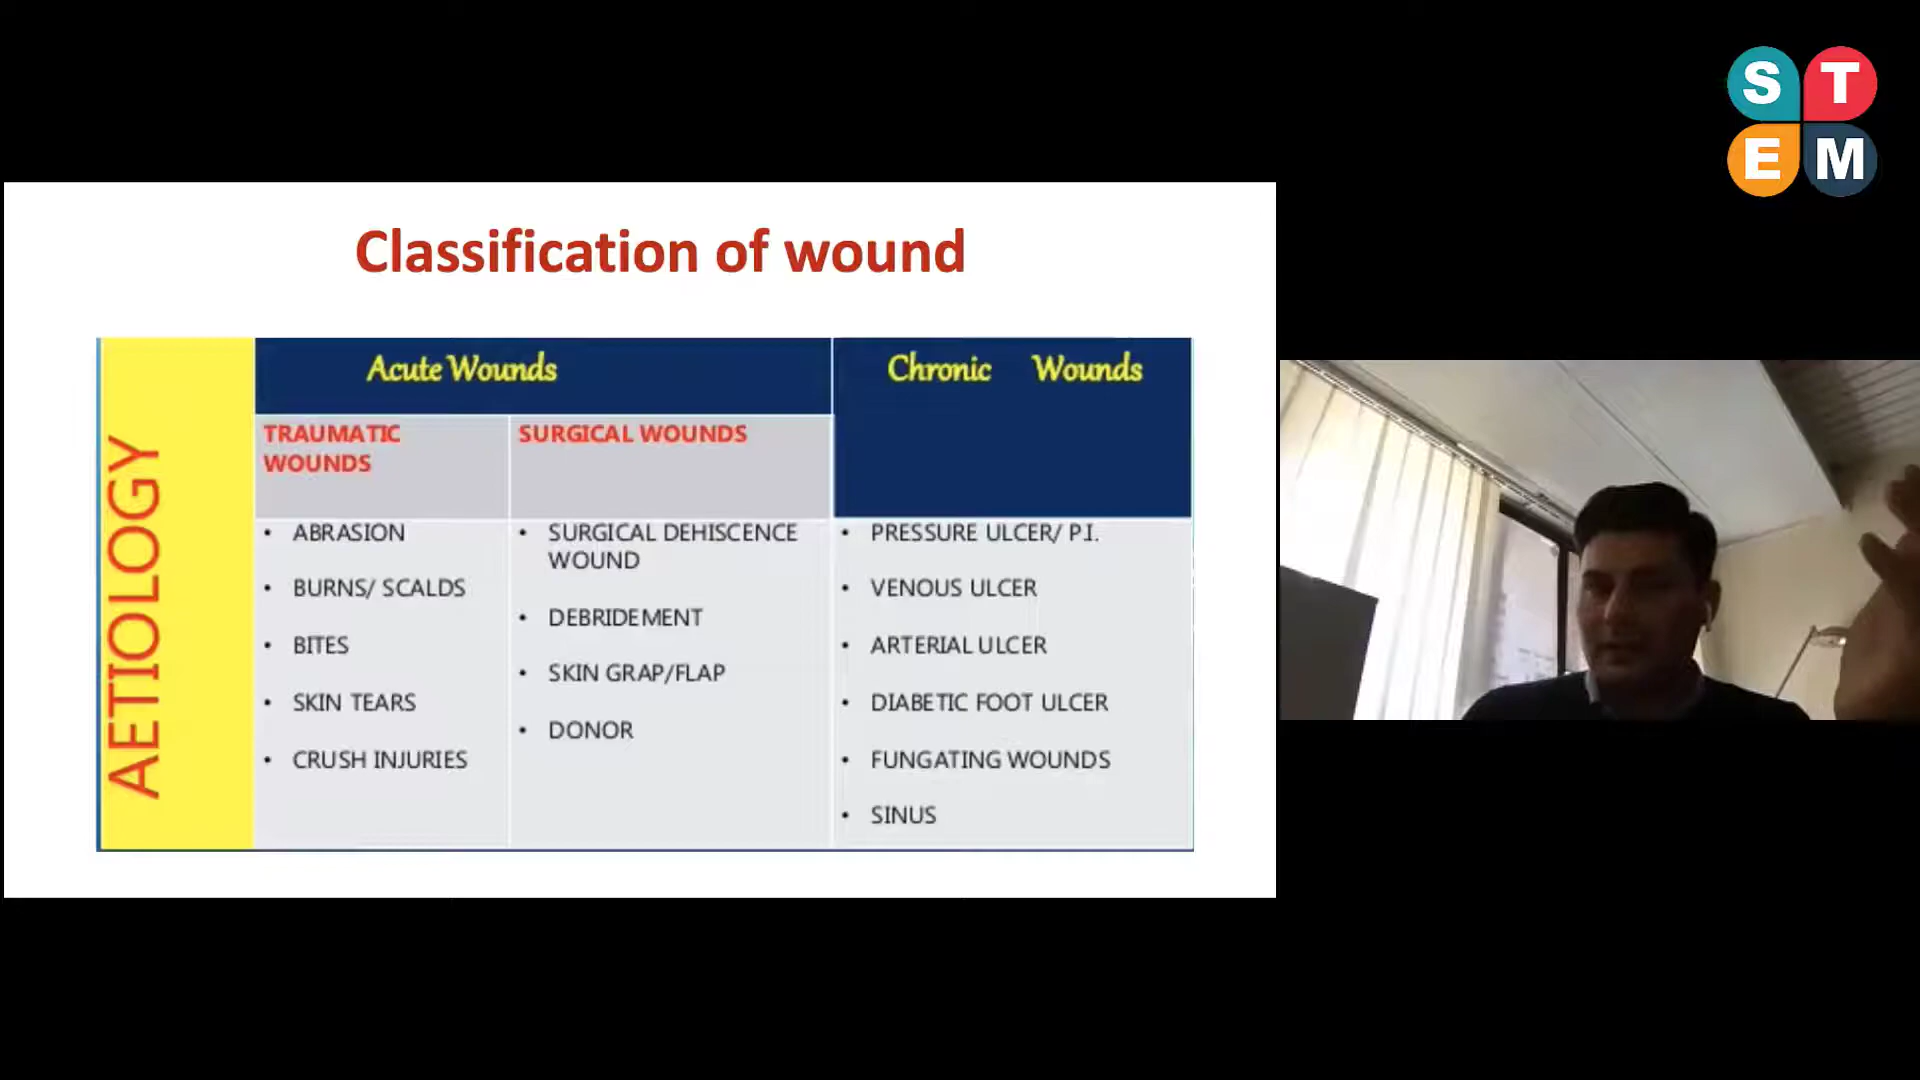 S T
E M
Classification of wound
AETIOLOGY
Acute Wounds
Chronic Wounds
TRAUMATIC
WOUNDS
SURGICAL WOUNDS
• ABRASION
• BURNS/ SCALDS
• BITES
• SKIN TEARS
• CRUSH INJURIES
• SURGICAL DEHISCENCE
WOUND
• DEBRIDEMENT
• SKIN GRAP/FLAP
• DONOR
• PRESSURE ULCER/ P.I.
• VENOUS ULCER
• ARTERIAL ULCER
• DIABETIC FOOT ULCER
• FUNGATING WOUNDS
• SINUS